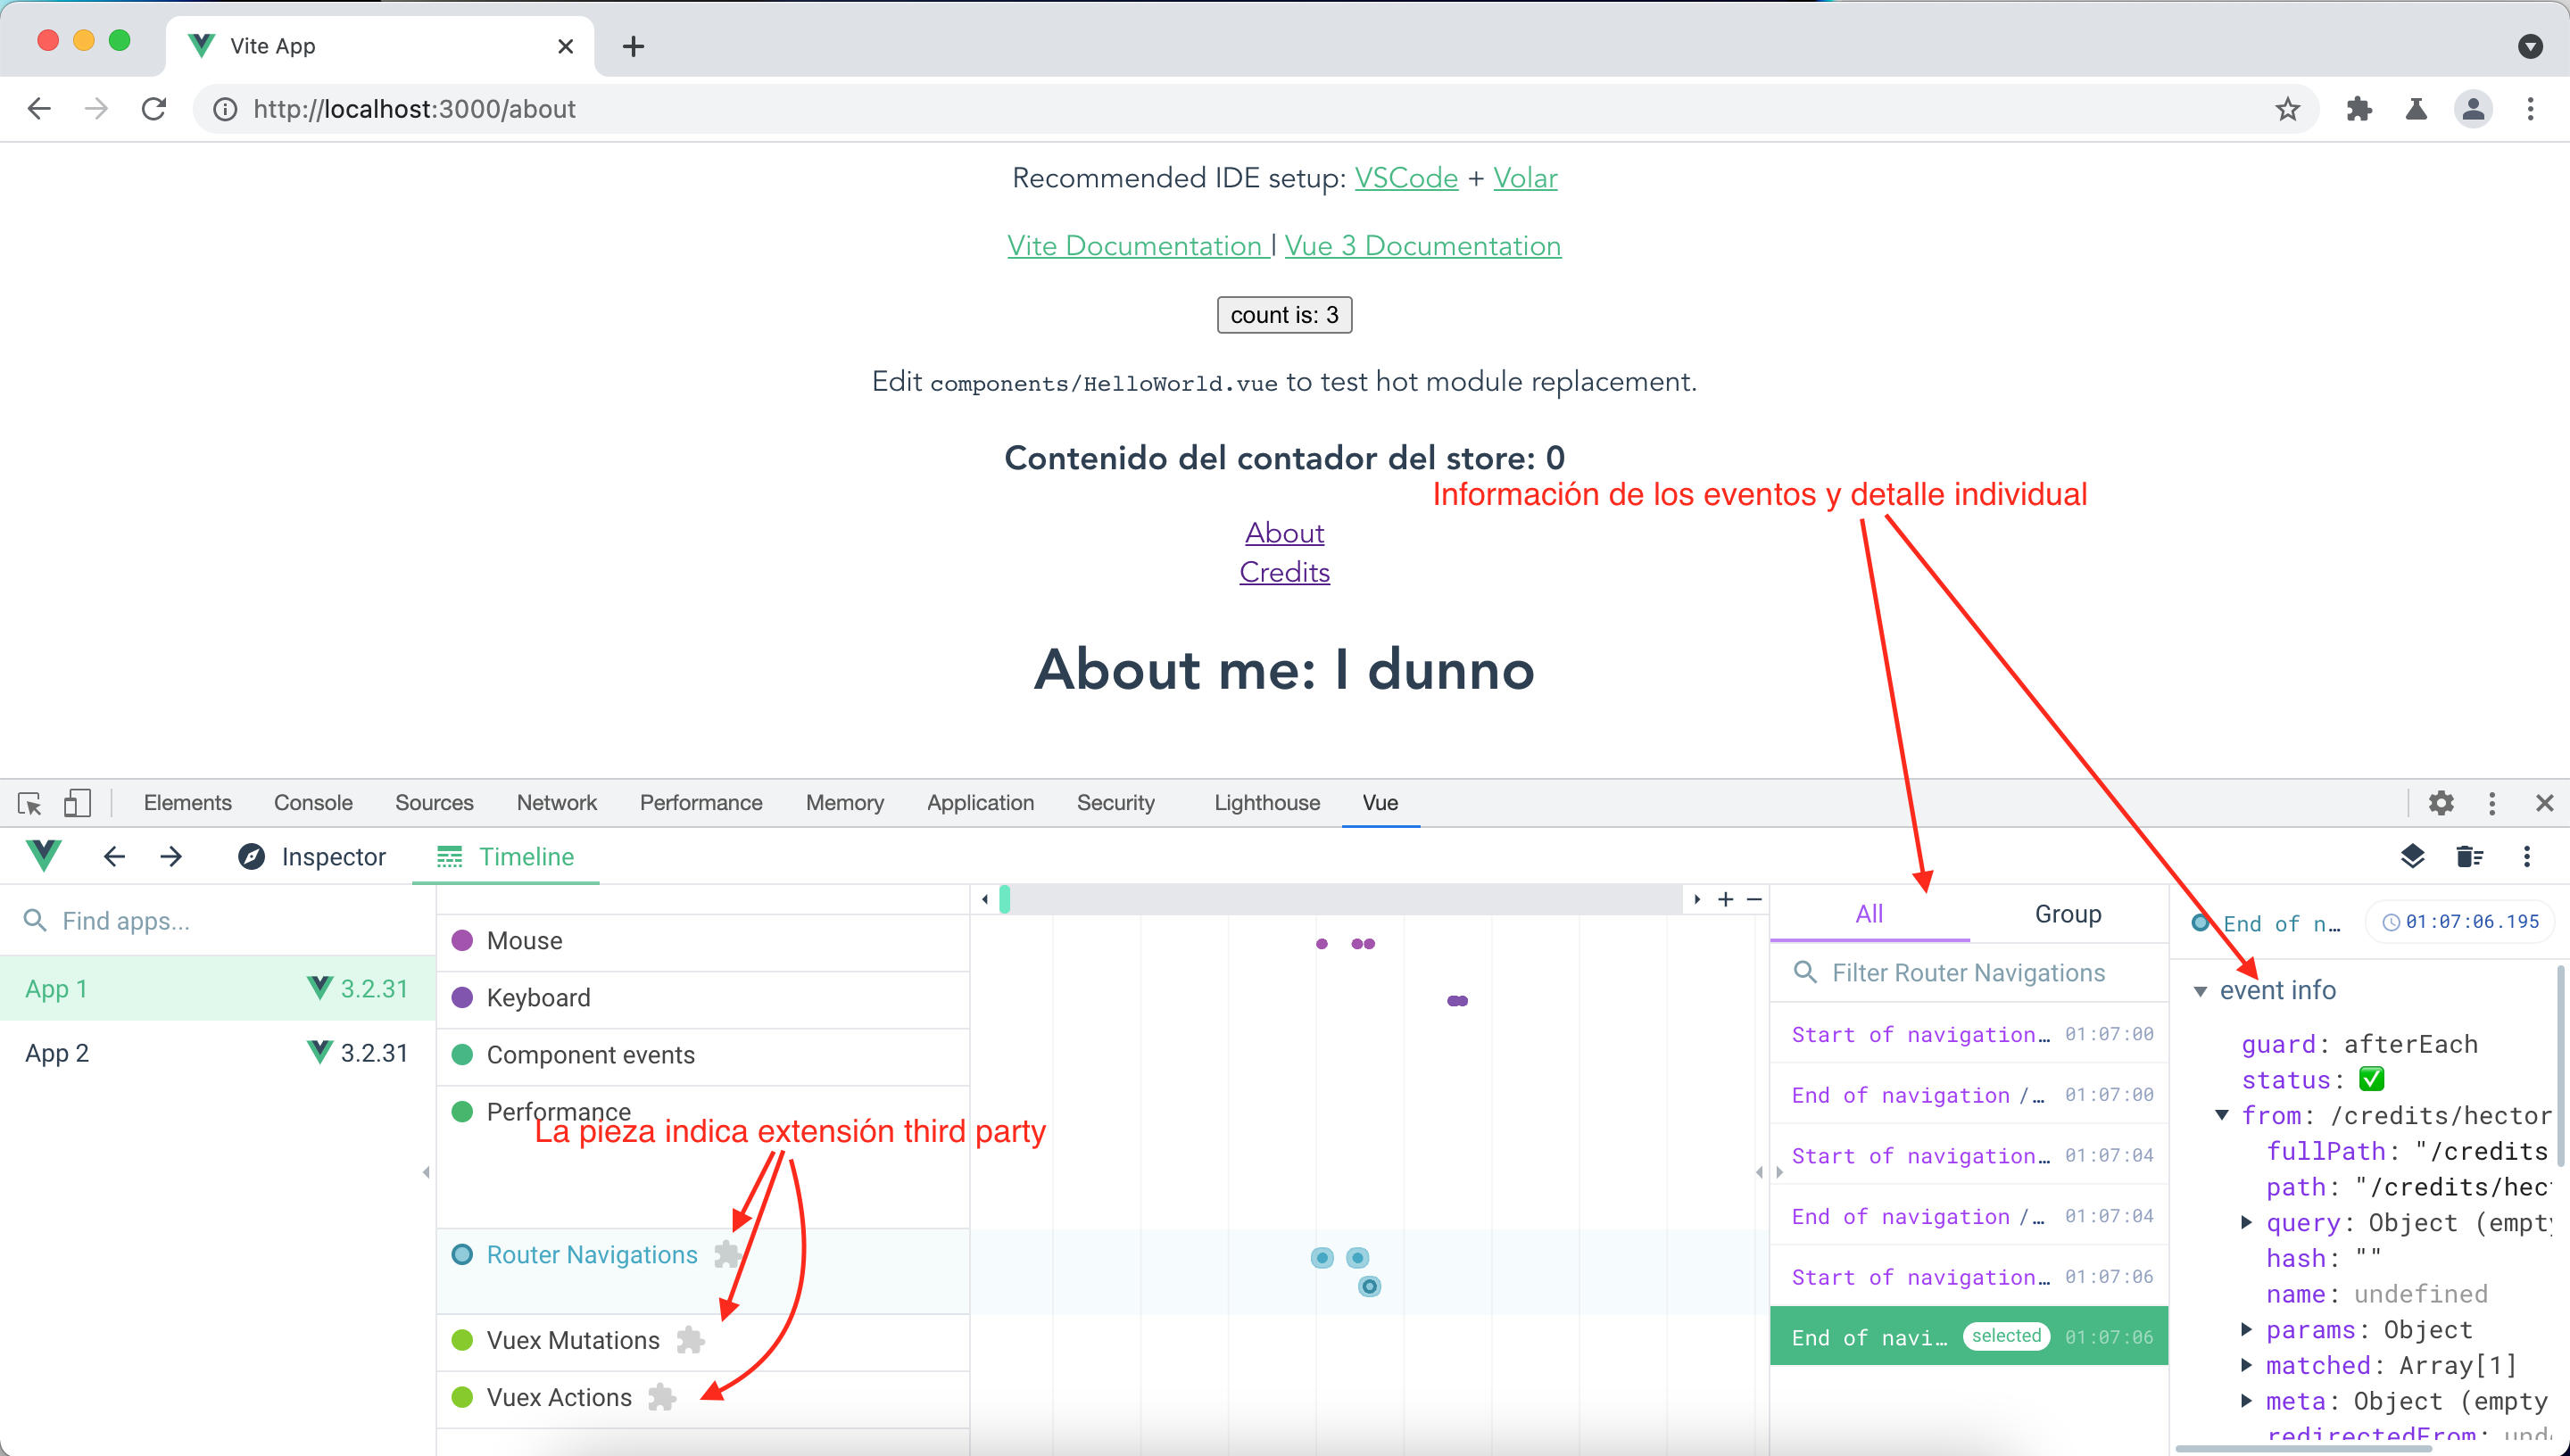 Vite App
http://localhost:3000/about
Recommended IDE setup: VSCode + Volar
Vite Documentation | Vue 3 Documentation
count is: 3
Edit components/HelloWorld.vue to test hot module replacement.
Contenido del contador del store: 0
Información de los eventos y detalle individual
About
Credits
About me: I dunno
Elements Console Sources Network Performance Memory Application Security Lighthouse Vue
Inspector Timeline
Find apps...
App 1 3.2.31
App 2 3.2.31
Mouse
Keyboard
Component events
Performance
La pieza indica extensión third party
Router Navigations
Vuex Mutations
Vuex Actions
All Group
Filter Router Navigations
Start of navigation… 01:07:00
End of navigation /… 01:07:00
Start of navigation… 01:07:04
End of navigation /… 01:07:04
Start of navigation… 01:07:06
End of navi… selected 01:07:06
End of n… 01:07:06.195
event info
guard: afterEach
status: ✅
from: /credits/hector
fullPath: "/credits
path: "/credits/hec
query: Object (empty
hash: ""
name: undefined
params: Object
matched: Array[1]
meta: Object (empty
redirectedFrom: und